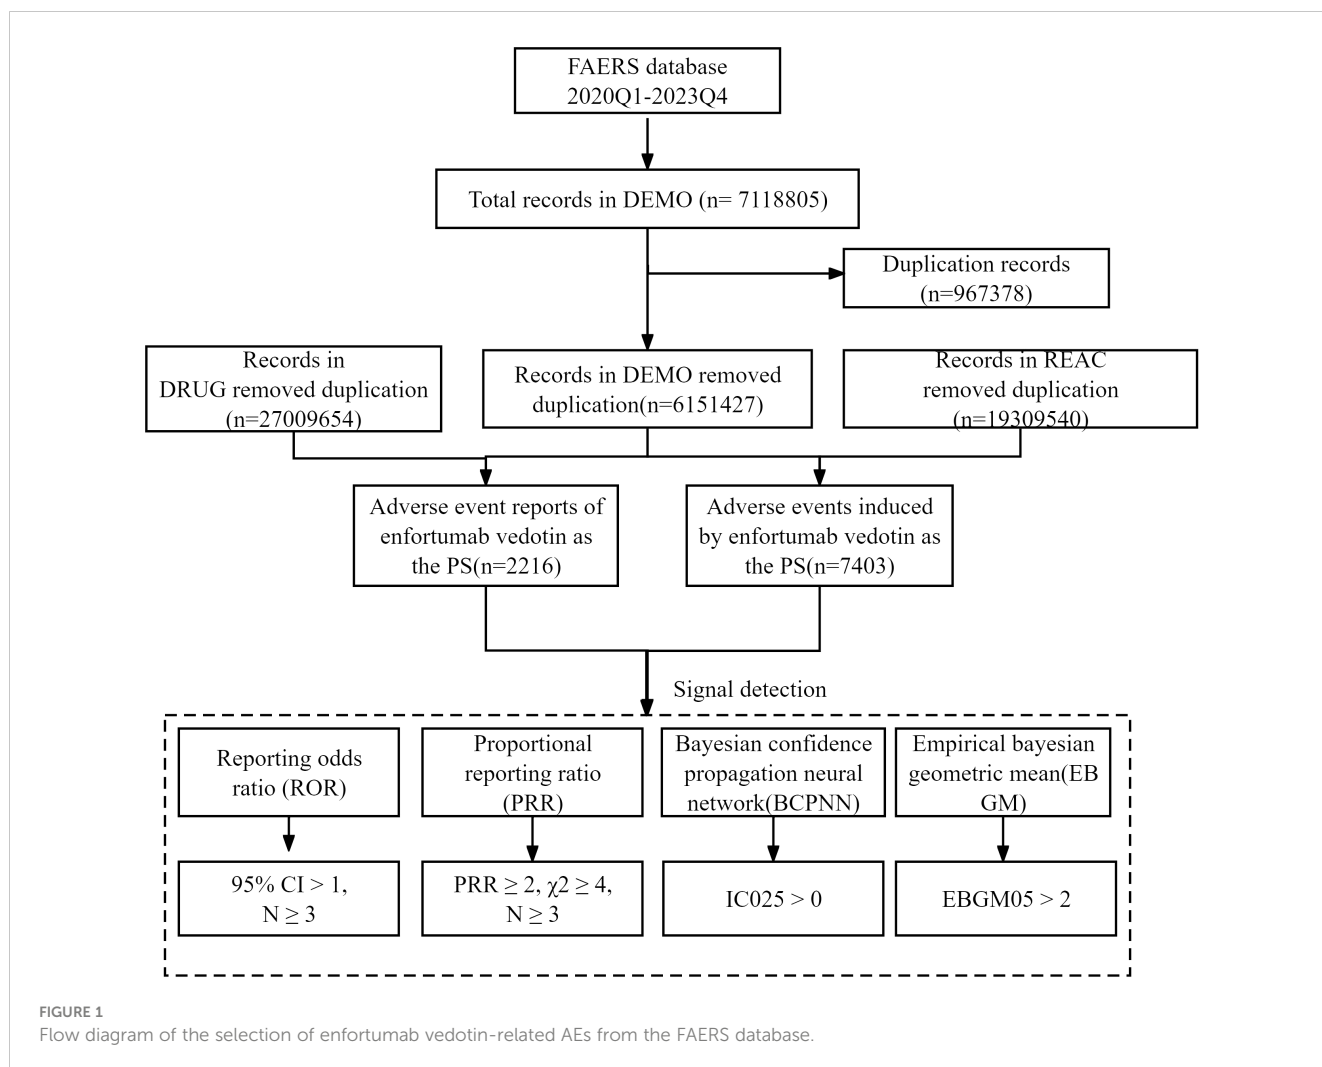 FAERS database
2020Q1-2023Q4
Total records in DEMO (n= 7118805)
Duplication records
(n=967378)
Records in
DRUG removed duplication
(n=27009654)
Records in DEMO removed
duplication(n=6151427)
Records in REAC
removed duplication
(n=19309540)
Adverse event reports of
enfortumab vedotin as
the PS(n=2216)
Adverse events induced
by enfortumab vedotin as
the PS(n=7403)
Signal detection
Reporting odds
ratio (ROR)
Proportional
reporting ratio
(PRR)
Bayesian confidence
propagation neural
network(BCPNN)
Empirical bayesian
geometric mean(EB
GM)
95% CI > 1,
N ≥ 3
PRR ≥ 2, χ2 ≥ 4,
N ≥ 3
IC025 > 0
EBGM05 > 2
FIGURE 1
Flow diagram of the selection of enfortumab vedotin-related AEs from the FAERS database.